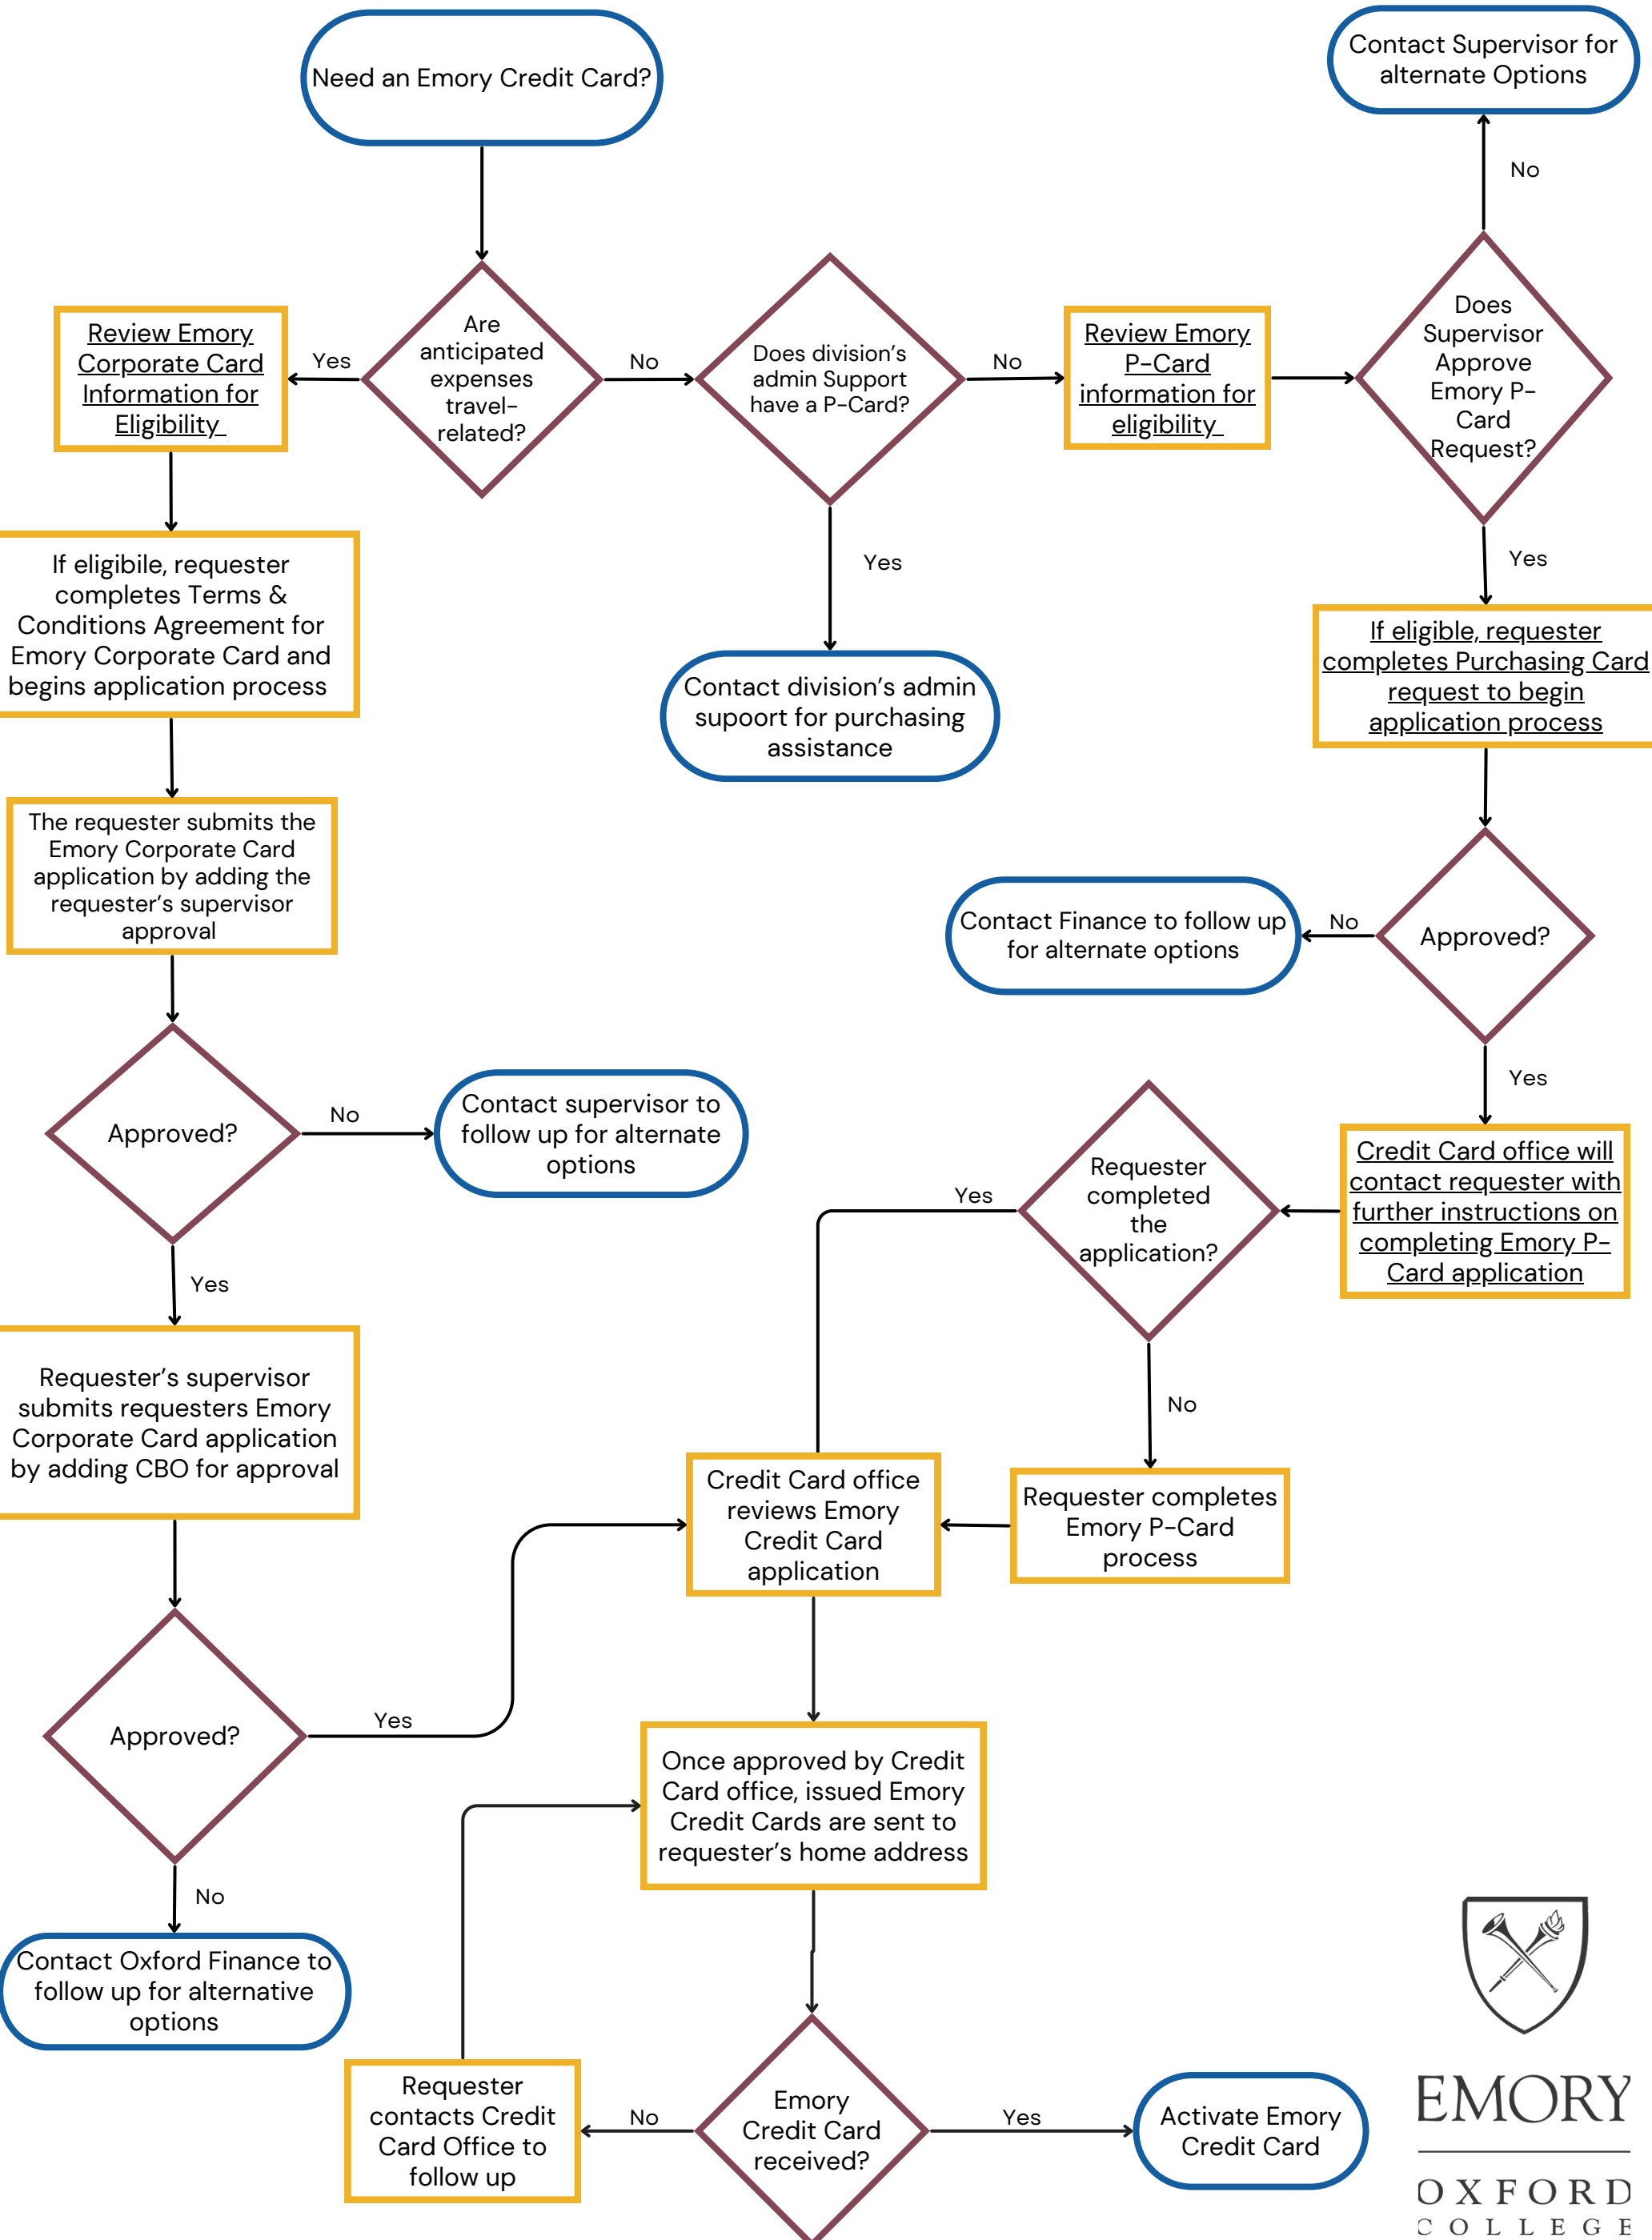 Need an Emory Credit Card?
Contact Supervisor for
alternate Options
No
Are
anticipated
expenses
travel-
related?
Yes
No
Review Emory
Corporate Card
Information for
Eligibility
Does division's
admin Support
have a P-Card?
No
Yes
Review Emory
P-Card
information for
eligibility
Does
Supervisor
Approve
Emory P-
Card
Request?
Yes
If eligibile, requester
completes Terms &
Conditions Agreement for
Emory Corporate Card and
begins application process
Contact division's admin
supoort for purchasing
assistance
If eligible, requester
completes Purchasing Card
request to begin
application process
The requester submits the
Emory Corporate Card
application by adding the
requester's supervisor
approval
Contact Finance to follow up
for alternate options
No
Approved?
Yes
Approved?
No
Contact supervisor to
follow up for alternate
options
Yes
Requester
completed
the
application?
Yes
No
Credit Card office will
contact requester with
further instructions on
completing Emory P-
Card application
Requester's supervisor
submits requesters Emory
Corporate Card application
by adding CBO for approval
Credit Card office
reviews Emory
Credit Card
application
Requester completes
Emory P-Card
process
Approved?
Yes
No
Once approved by Credit
Card office, issued Emory
Credit Cards are sent to
requester's home address
Contact Oxford Finance to
follow up for alternative
options
Requester
contacts Credit
Card Office to
follow up
No
Emory
Credit Card
received?
Yes
Activate Emory
Credit Card
EMORY
OXFORD
COLLEGE